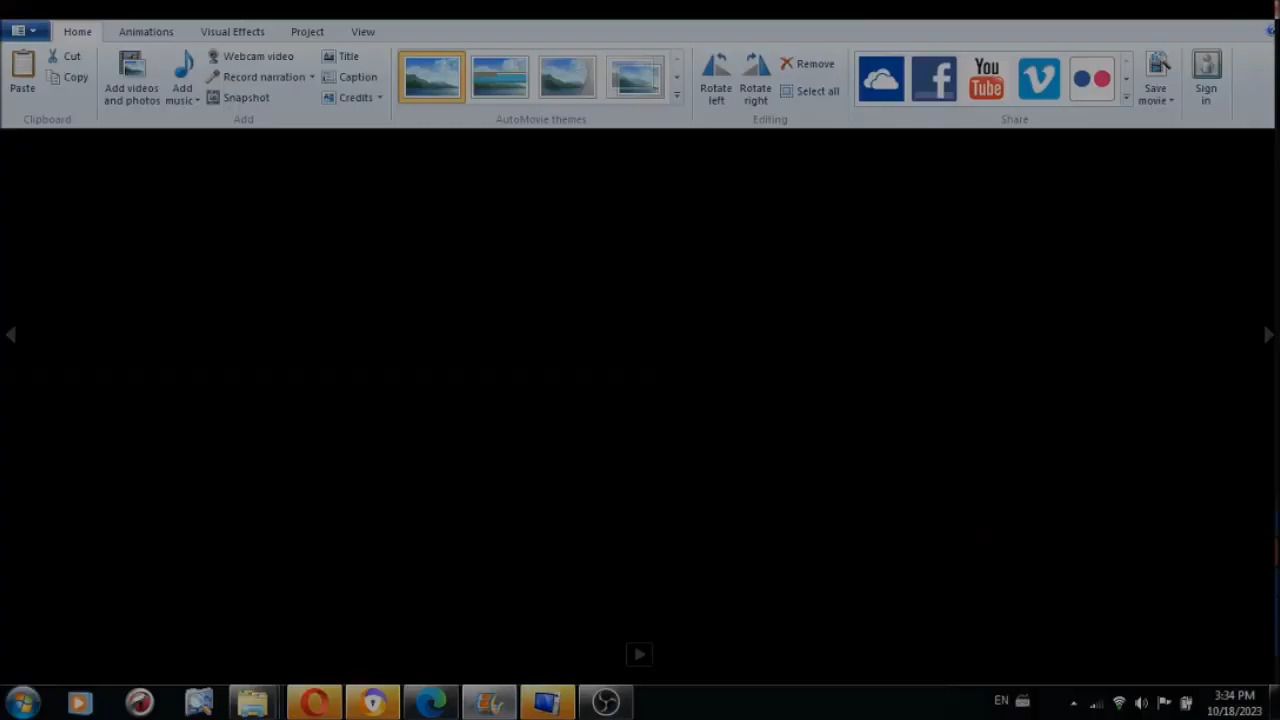 Home Animations Visual Effects Project View
Paste
Cut
Copy
Clipboard
Add videos
and photos
Add
music
Webcam video
Record narration
Snapshot
Title
Caption
Credits
Add
AutoMovie themes
Rotate
left
Rotate
right
Remove
Select all
Editing
You
Tube
Share
Save
movie
Sign
in
EN
3:34 PM
10/18/2023